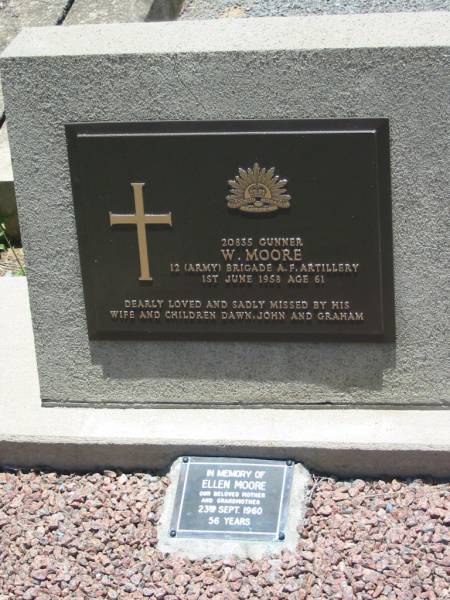 20835 GUNNER
W. MOORE
12 (ARMY) BRIGADE A.F. ARTILLERY
1ST JUNE 1958 AGE 61
DEARLY LOVED AND SADLY MISSED BY HIS
WIFE AND CHILDREN DAWN, JOHN AND GRAHAM
IN MEMORY OF
ELLEN MOORE
OUR BELOVED MOTHER
AND GRANDMOTHER
23RD SEPT. 1960
56 YEARS